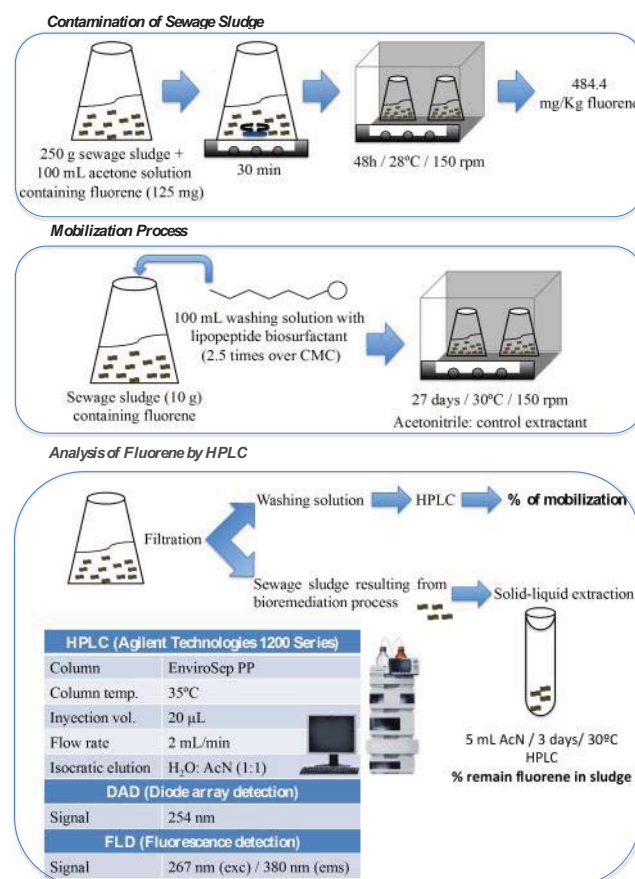 Contamination of Sewage Sludge
250 g sewage sludge +
100 mL acetone solution
containing fluorene (125 mg)
30 min
48h / 28ºC / 150 rpm
484.4
mg/Kg fluorene
Mobilization Process
Sewage sludge (10 g)
containing fluorene
100 mL washing solution with
lipopeptide biosurfactant
(2.5 times over CMC)
27 days / 30ºC / 150 rpm
Acetonitrile: control extractant
Analysis of Fluorene by HPLC
Filtration
Washing solution
HPLC
% of mobilization
Sewage sludge resulting from
bioremediation process
Solid-liquid extraction
5 mL AcN / 3 days/ 30ºC
HPLC
% remain fluorene in sludge
HPLC (Agilent Technologies 1200 Series)
Column EnviroSep PP
Column temp. 35ºC
Inyection vol. 20 µL
Flow rate 2 mL/min
Isocratic elution H₂O: AcN (1:1)
DAD (Diode array detection)
Signal 254 nm
FLD (Fluorescence detection)
Signal 267 nm (exc) / 380 nm (ems)